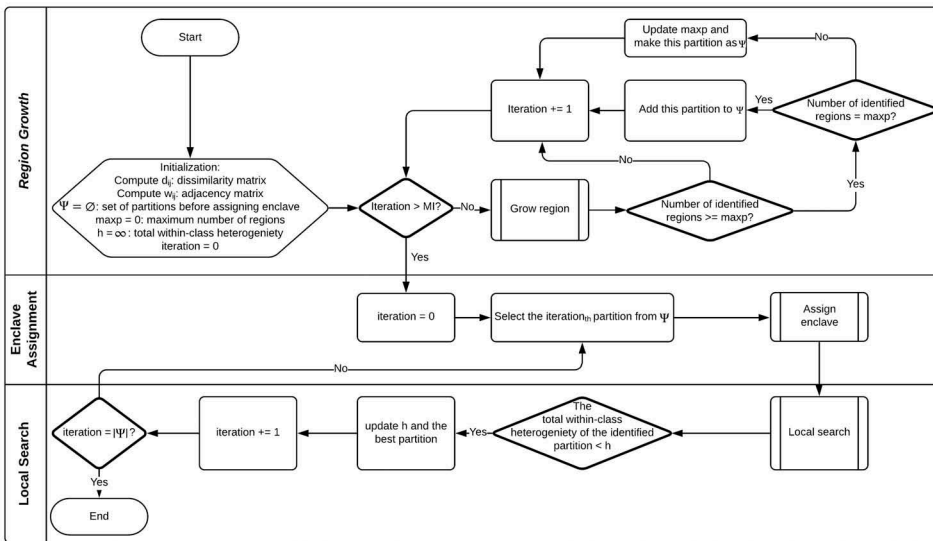 Region Growth
Start
Initialization:
Compute dij: dissimilarity matrix
Compute wij: adjacency matrix
Ψ = ∅: set of partitions before assigning enclave
maxp = 0: maximum number of regions
h = ∞: total within-class heterogeniety
iteration = 0
Iteration > MI?
No
Grow region
Number of identified
regions >= maxp?
No
Yes
Number of identified
regions = maxp?
No
Yes
Update maxp and
make this partition as Ψ
Add this partition to Ψ
Iteration += 1
Yes
Enclave
Assignment
iteration = 0
Select the iterationth partition from Ψ
Assign
enclave
No
Local Search
Local search
The
total within-class
heterogeniety of the identified
partition < h
Yes
update h and the
best partition
iteration += 1
iteration = |Ψ|?
Yes
End